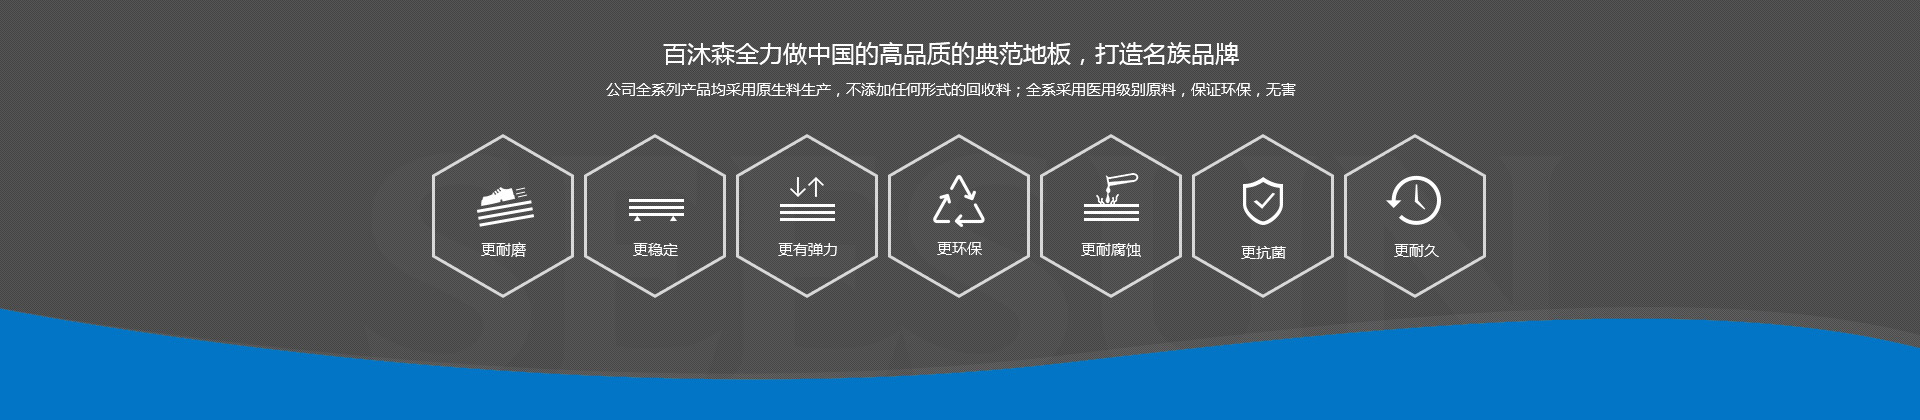 百沐森全力做中国的高品质的典范地板，打造名族品牌
公司全系列产品均采用原生料生产，不添加任何形式的回收料；全系采用医用级别原料，保证环保，无害
更耐磨
更稳定
更有弹力
更环保
更耐腐蚀
更抗菌
更耐久